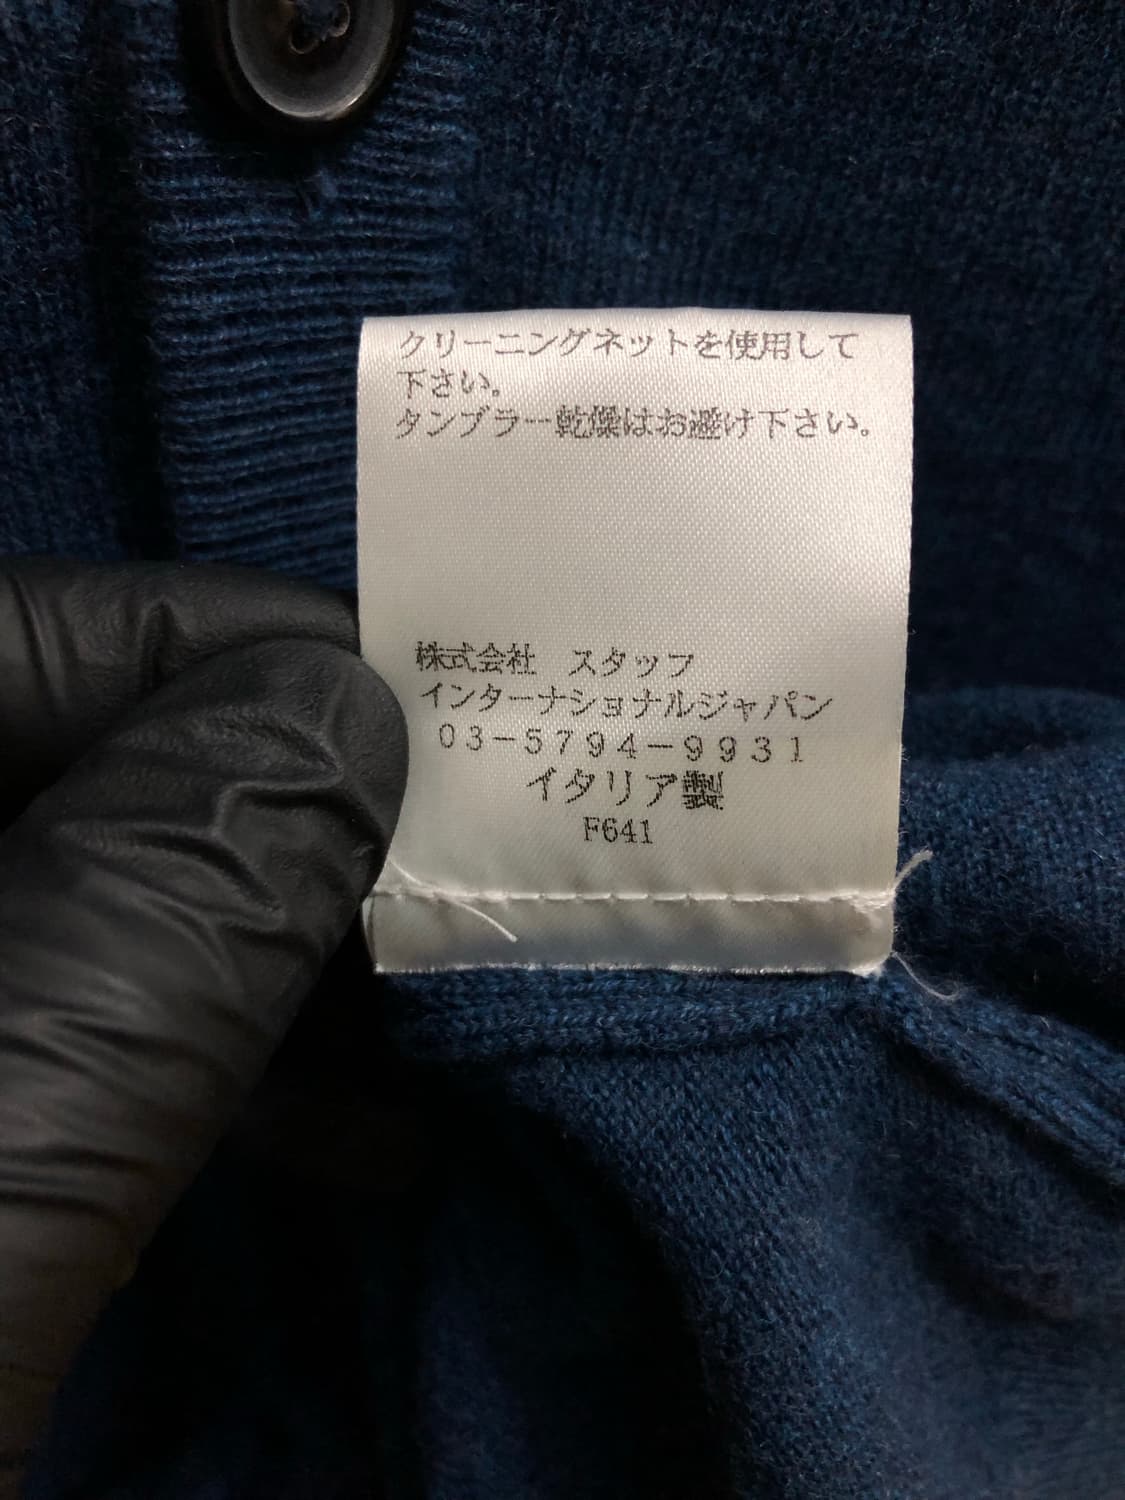 クリーニングネットを使用して
下さい。
タンブラー乾燥はお避け下さい。
株式会社　スタッフ
インターナショナルジャパン
０３－５７９４－９９３１
イタリア製
F641